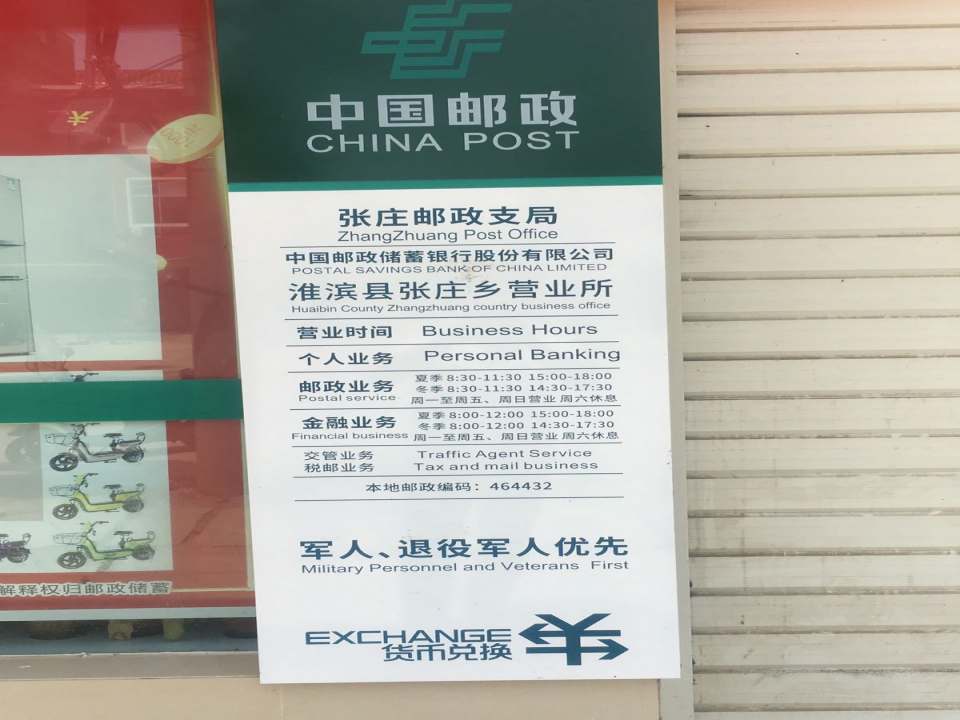 中国邮政
CHINA POST
张庄邮政支局
ZhangZhuang Post Office
中国邮政储蓄银行股份有限公司
POSTAL SAVINGS BANK OF CHINA LIMITED
淮滨县张庄乡营业所
Huaibin County Zhangzhuang country business office
营业时间 Business Hours
个人业务 Personal Banking
邮政业务
Postal service
夏季 8:30-11:30 15:00-18:00
冬季 8:30-11:30 14:30-17:30
周一至周五、周日营业 周六休息
金融业务
Financial business
夏季 8:00-12:00 15:00-18:00
冬季 8:00-12:00 14:30-17:30
周一至周五、周日营业 周六休息
交管业务 Traffic Agent Service
税邮业务 Tax and mail business
本地邮政编码：464432
军人、退役军人优先
Military Personnel and Veterans First
EXCHANGE
货币兑换
解释权归邮政储蓄